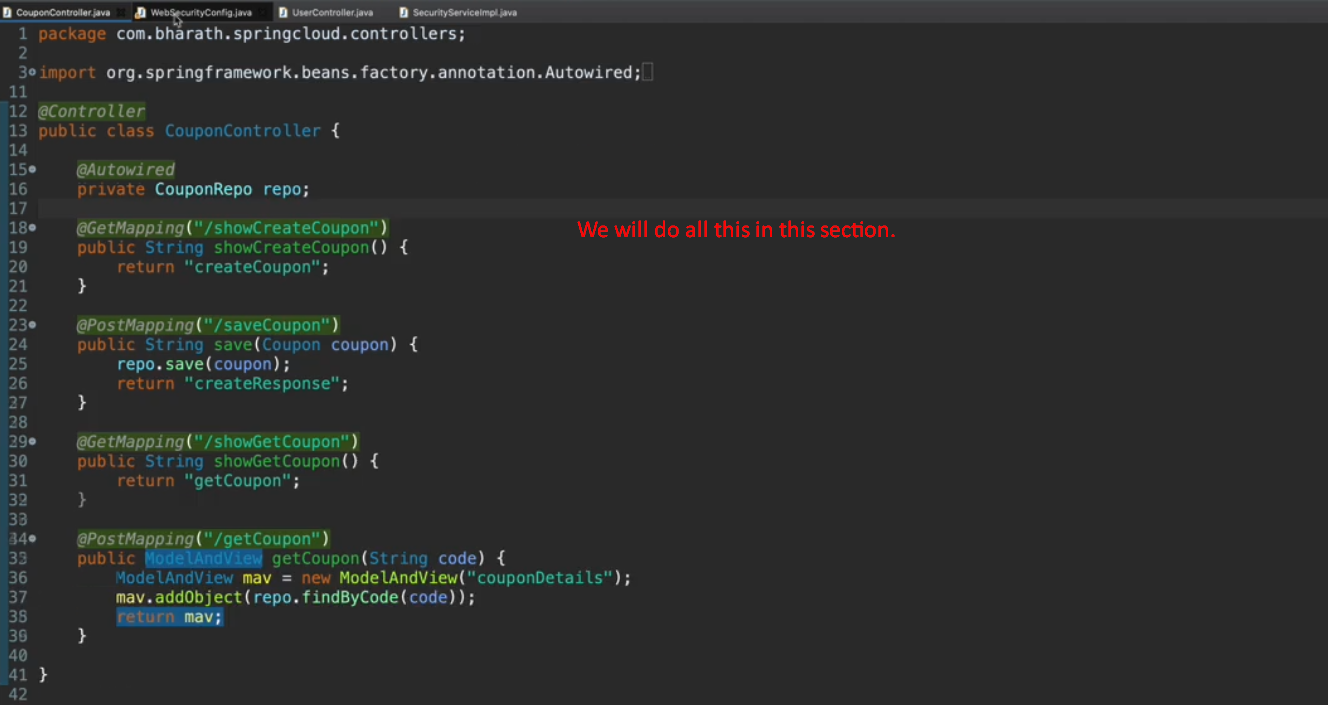 CouponController.java WebSecurityConfig.java UserController.java SecurityServiceImpl.java
1 package com.bharath.springcloud.controllers;
2
3 import org.springframework.beans.factory.annotation.Autowired;
11
12 @Controller
13 public class CouponController {
14
15 @Autowired
16 private CouponRepo repo;
17
18 @GetMapping("/showCreateCoupon")
We will do all this in this section.
19 public String showCreateCoupon() {
20 return "createCoupon";
21 }
22
23 @PostMapping("/saveCoupon")
24 public String save(Coupon coupon) {
25 repo.save(coupon);
26 return "createResponse";
27 }
28
29 @GetMapping("/showGetCoupon")
30 public String showGetCoupon() {
31 return "getCoupon";
32 }
33
34 @PostMapping("/getCoupon")
35 public ModelAndView getCoupon(String code) {
36 ModelAndView mav = new ModelAndView("couponDetails");
37 mav.addObject(repo.findByCode(code));
38 return mav;
39 }
40
41 }
42